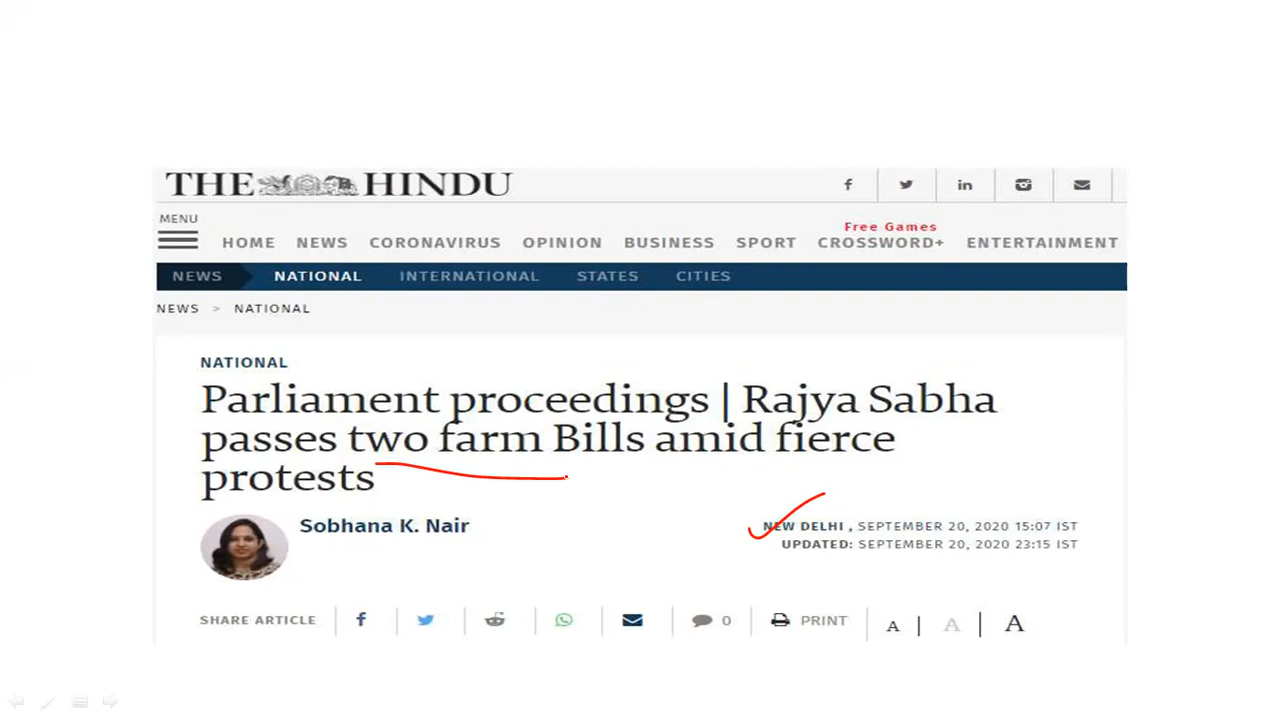 THE HINDU
MENU
Free Games
HOME NEWS CORONAVIRUS OPINION BUSINESS SPORT CROSSWORD+ ENTERTAINMENT
NEWS NATIONAL INTERNATIONAL STATES CITIES
NEWS > NATIONAL
NATIONAL
Parliament proceedings | Rajya Sabha
passes two farm Bills amid fierce
protests
Sobhana K. Nair
NEW DELHI , SEPTEMBER 20, 2020 15:07 IST
UPDATED: SEPTEMBER 20, 2020 23:15 IST
SHARE ARTICLE 0 PRINT A | A | A